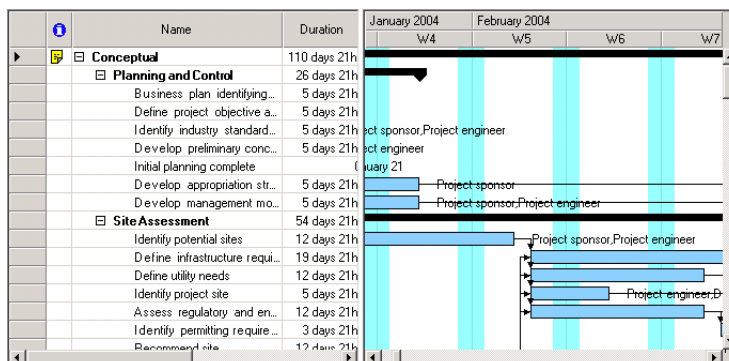 Name Duration January 2004 February 2004
W4 W5 W6 W7
Conceptual 110 days 21h
Planning and Control 26 days 21h
Business plan identifying... 5 days 21h
Define project objective a... 5 days 21h
Identify industry standard... 5 days 21h ect sponsor,Project engineer
Develop preliminary conc... 5 days 21h ect engineer
Initial planning complete nuary 21
Develop appropriation str... 5 days 21h Project sponsor
Develop management mo... 5 days 21h Project sponsor,Project engineer
Site Assessment 54 days 21h
Identify potential sites 12 days 21h Project sponsor,Project engineer
Define infrastructure requi... 19 days 21h
Define utility needs 12 days 21h
Identify project site 5 days 21h Project engineer,D
Assess regulatory and en... 12 days 21h
Identify permitting require... 3 days 21h
Recommend site 12 days 21h